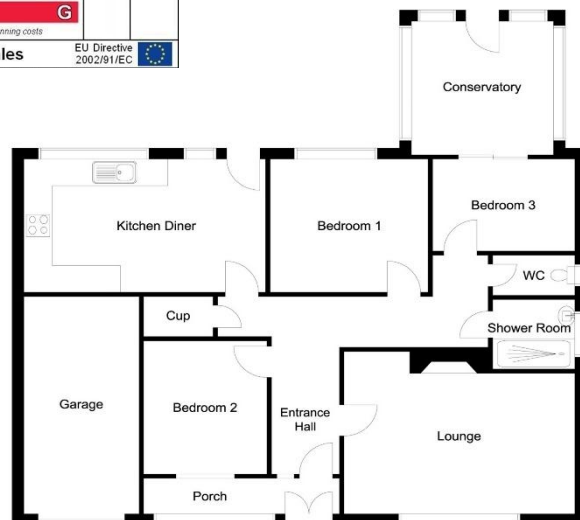 G
nning costs
ales
EU Directive
2002/91/EC
Conservatory
Kitchen Diner
Bedroom 1
Bedroom 3
WC
Cup
Shower Room
Garage
Bedroom 2
Entrance
Hall
Lounge
Porch